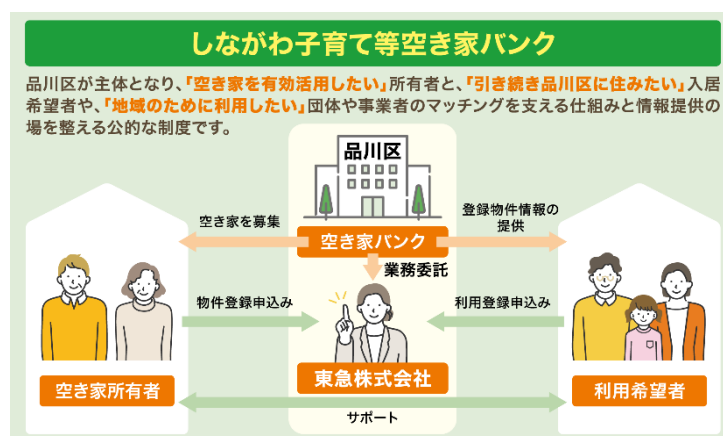 しながわ子育て等空き家バンク
品川区が主体となり、「空き家を有効活用したい」所有者と、「引き続き品川区に住みたい」入居
希望者や、「地域のために利用したい」団体や事業者のマッチングを支える仕組みと情報提供の
場を整える公的な制度です。
品川区
空き家を募集
登録物件情報の
提供
空き家バンク
業務委託
物件登録申込み
利用登録申込み
空き家所有者
東急株式会社
利用希望者
サポート